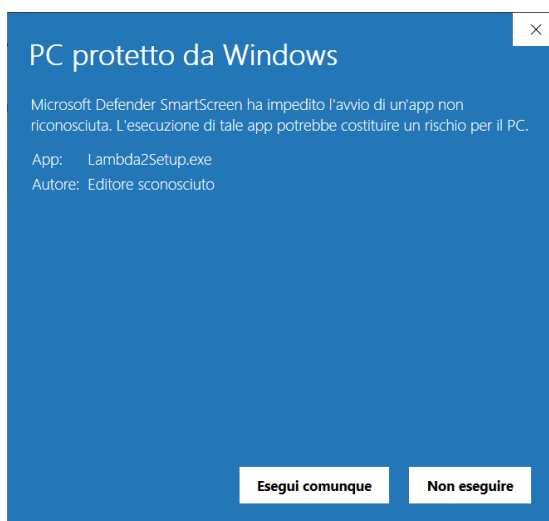 PC protetto da Windows
Microsoft Defender SmartScreen ha impedito l'avvio di un'app non
riconosciuta. L'esecuzione di tale app potrebbe costituire un rischio per il PC.
App: Lambda2Setup.exe
Autore: Editore sconosciuto
Esegui comunque Non eseguire